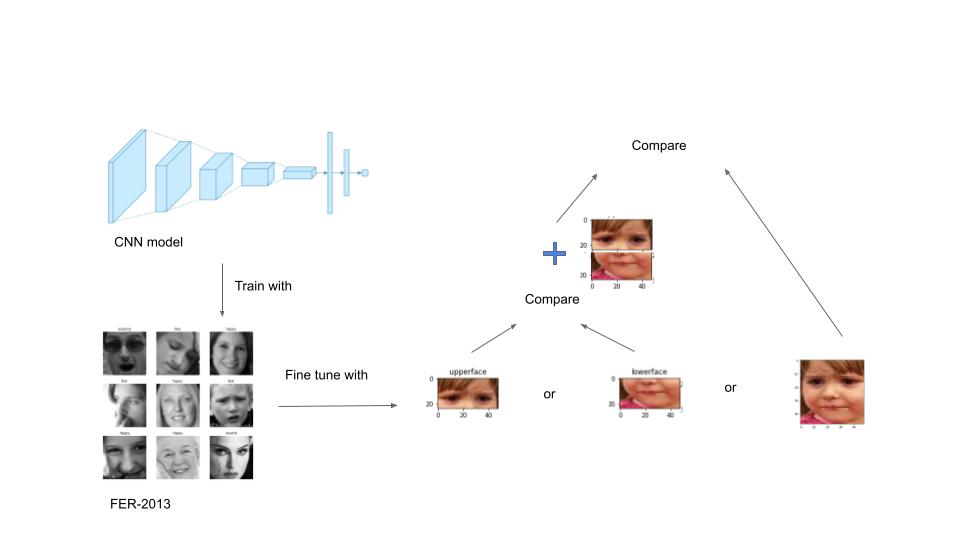 Compare
CNN model
0
20
20
0
20
40
Compare
Train with
surprise
fear
happy
Fine tune with
upperface
0
20
0
20
40
or
lowerface
0
20
0
20
40
or
fear
happy
fear
happy
happy
neutral
FER-2013